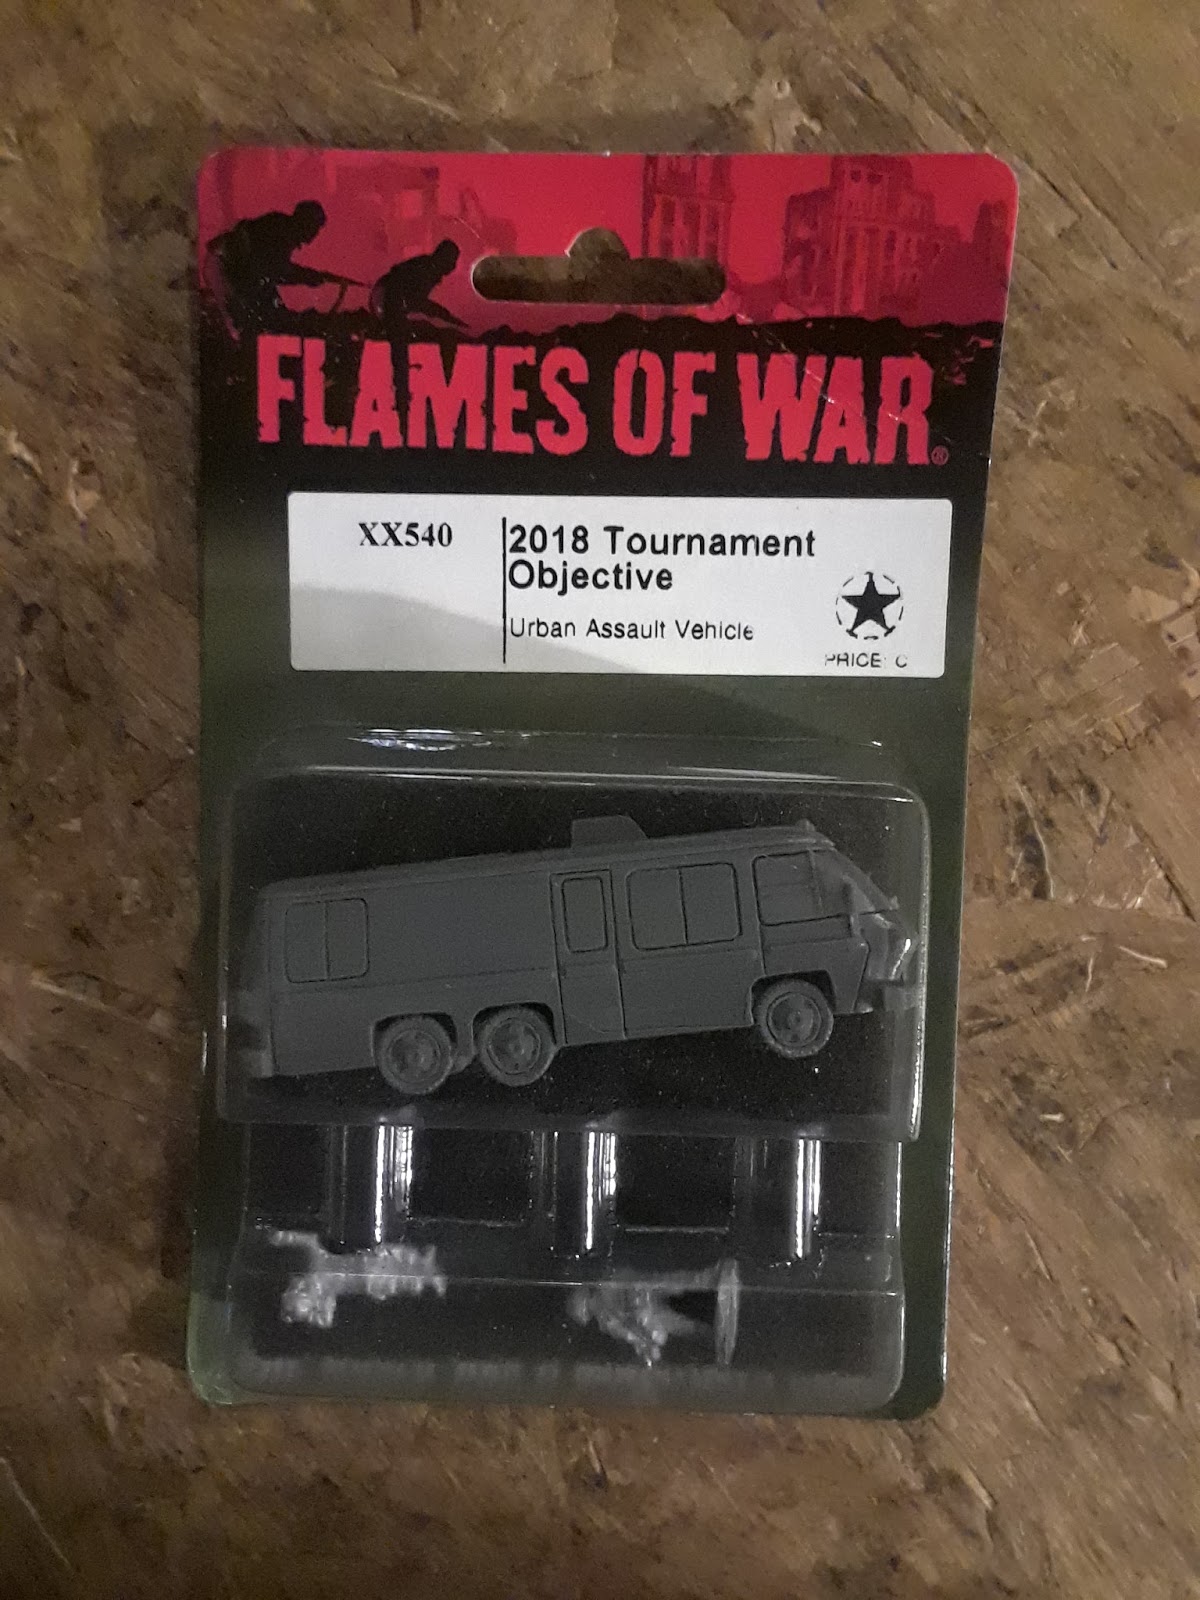 FLAMES OF WAR®
XX540
2018 Tournament
Objective
Urban Assault Vehicle
PRICE: C